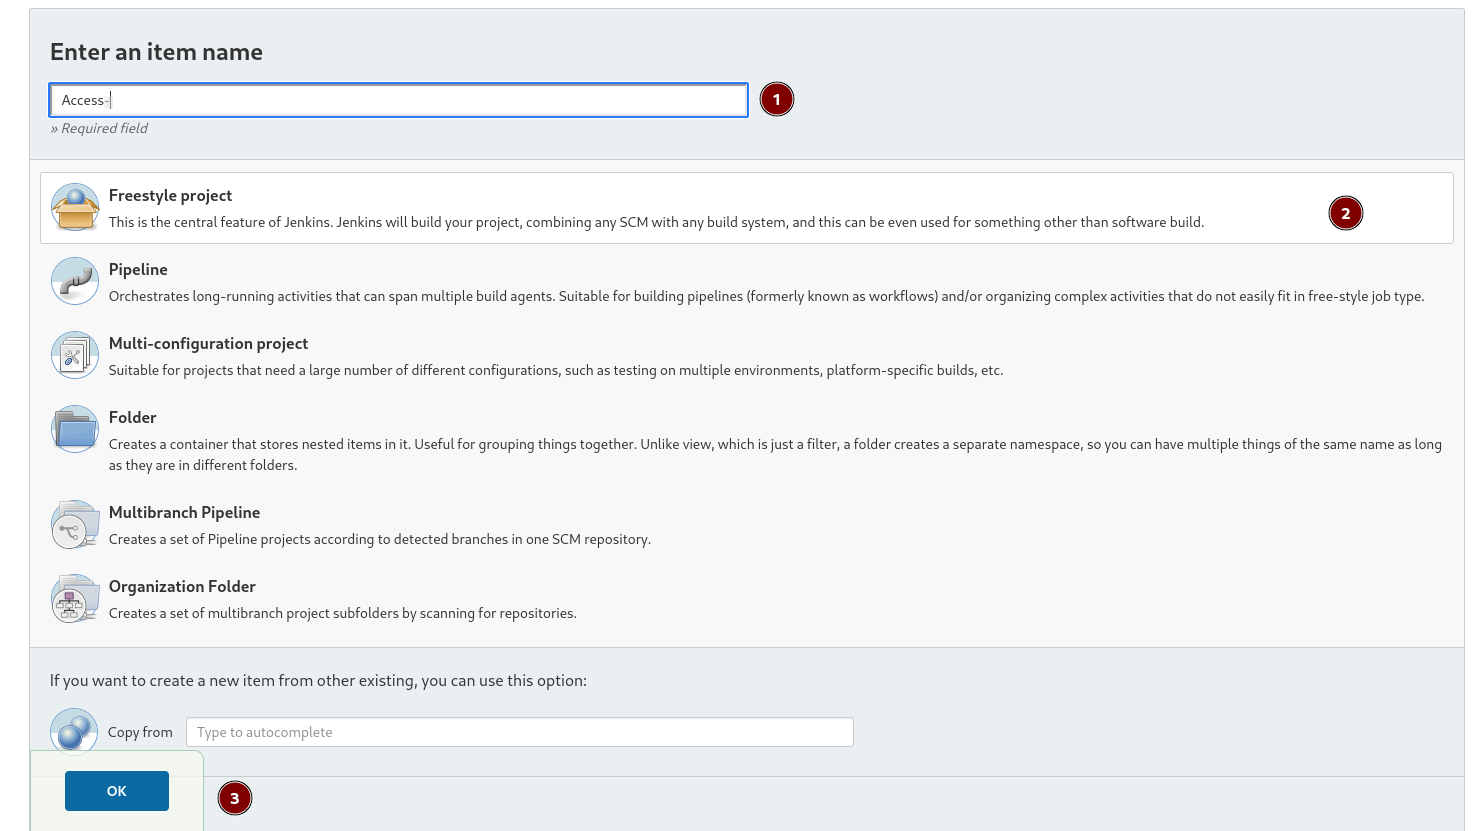 Enter an item name
Access-
1
» Required field
Freestyle project
This is the central feature of Jenkins. Jenkins will build your project, combining any SCM with any build system, and this can be even used for something other than software build.
2
Pipeline
Orchestrates long-running activities that can span multiple build agents. Suitable for building pipelines (formerly known as workflows) and/or organizing complex activities that do not easily fit in free-style job type.
Multi-configuration project
Suitable for projects that need a large number of different configurations, such as testing on multiple environments, platform-specific builds, etc.
Folder
Creates a container that stores nested items in it. Useful for grouping things together. Unlike view, which is just a filter, a folder creates a separate namespace, so you can have multiple things of the same name as long
as they are in different folders.
Multibranch Pipeline
Creates a set of Pipeline projects according to detected branches in one SCM repository.
Organization Folder
Creates a set of multibranch project subfolders by scanning for repositories.
If you want to create a new item from other existing, you can use this option:
Copy from
Type to autocomplete
OK
3